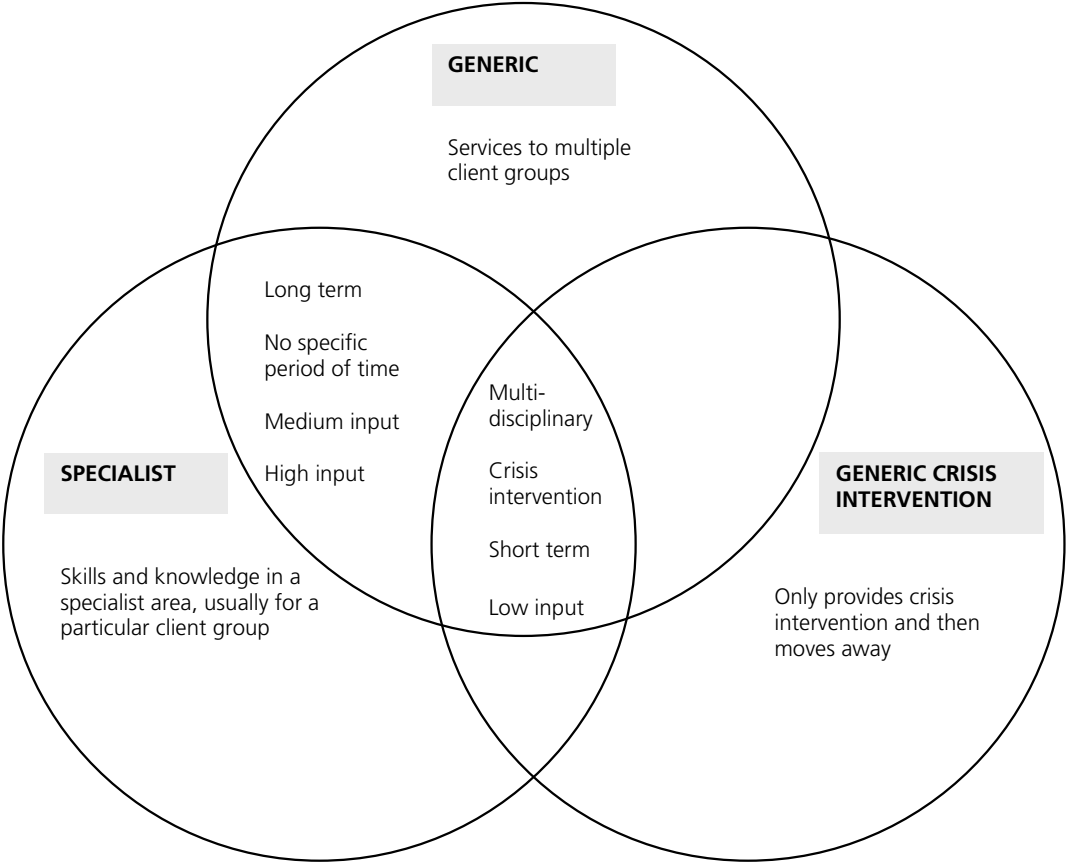 GENERIC
Services to multiple
client groups
Long term
No specific
period of time
Medium input
High input
Multi-
disciplinary
Crisis
intervention
Short term
Low input
SPECIALIST
Skills and knowledge in a
specialist area, usually for a
particular client group
GENERIC CRISIS
INTERVENTION
Only provides crisis
intervention and then
moves away